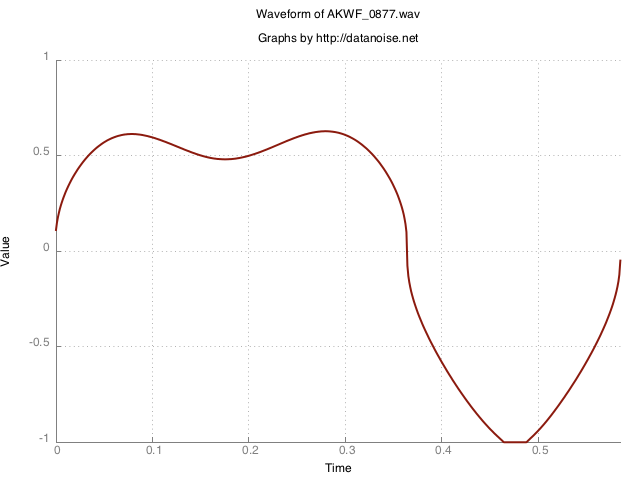 Waveform of AKWF_0877.wav
Graphs by http://datanoise.net
1
0.5
0
-0.5
-1
Value
0 0.1 0.2 0.3 0.4 0.5
Time